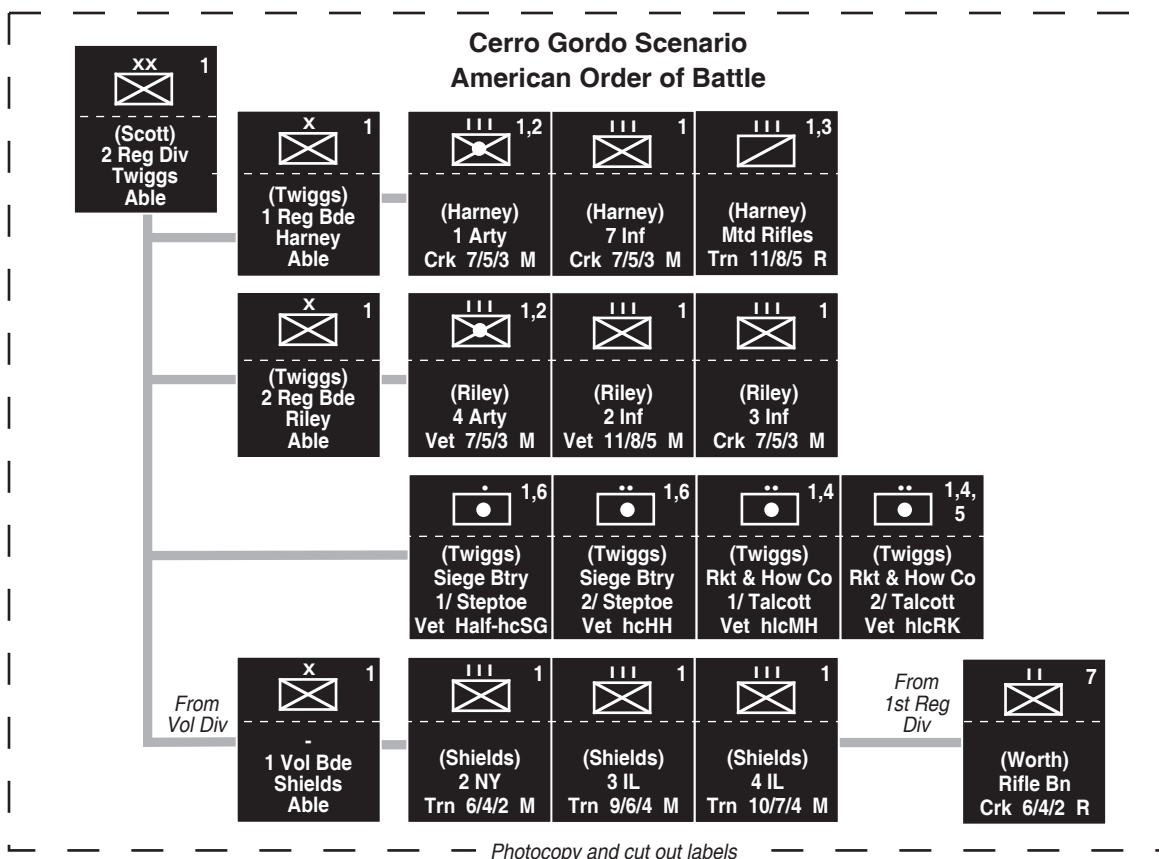 Cerro Gordo Scenario
American Order of Battle
XX 1
(Scott)
2 Reg Div
Twiggs
Able
X 1
(Twiggs)
1 Reg Bde
Harney
Able
III 1,2
(Harney)
1 Arty
Crk 7/5/3 M
III 1
(Harney)
7 Inf
Crk 7/5/3 M
III 1,3
(Harney)
Mtd Rifles
Trn 11/8/5 R
X 1
(Twiggs)
2 Reg Bde
Riley
Able
III 1,2
(Riley)
4 Arty
Vet 7/5/3 M
III 1
(Riley)
2 Inf
Vet 11/8/5 M
III 1
(Riley)
3 Inf
Crk 7/5/3 M
1,6
(Twiggs)
Siege Btry
1/ Steptoe
Vet Half-hcSG
1,6
(Twiggs)
Siege Btry
2/ Steptoe
Vet hcHH
1,4
(Twiggs)
Rkt & How Co
1/ Talcott
Vet hlcMH
1,4,
5
(Twiggs)
Rkt & How Co
2/ Talcott
Vet hlcRK
From
Vol Div
X 1
-
1 Vol Bde
Shields
Able
III 1
(Shields)
2 NY
Trn 6/4/2 M
III 1
(Shields)
3 IL
Trn 9/6/4 M
III 1
(Shields)
4 IL
Trn 10/7/4 M
From
1st Reg
Div
II 7
(Worth)
Rifle Bn
Crk 6/4/2 R
Photocopy and cut out labels